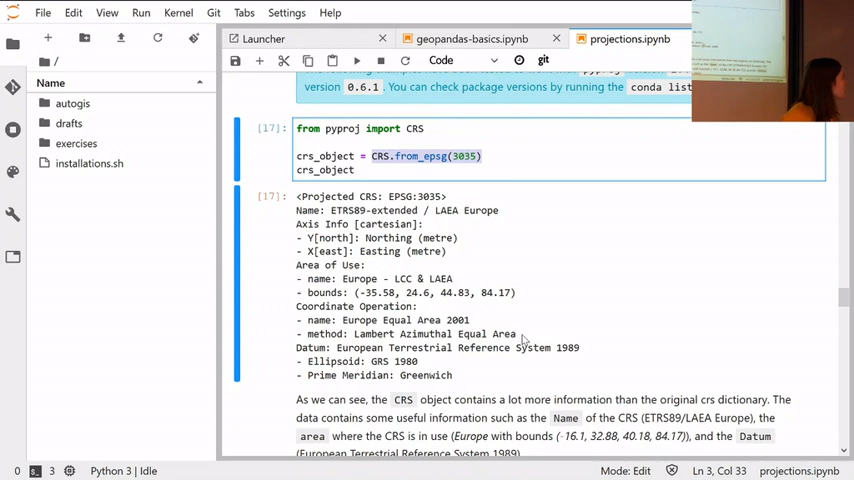 File Edit View Run Kernel Git Tabs Settings Help
Launcher
geopandas-basics.ipynb
projections.ipynb
Code
git
/
Name
autogis
drafts
exercises
installations.sh
version 0.6.1. You can check package versions by running the conda list
[17]: from pyproj import CRS
crs_object = CRS.from_epsg(3035)
crs_object
[17]: <Projected CRS: EPSG:3035>
Name: ETRS89-extended / LAEA Europe
Axis Info [cartesian]:
- Y[north]: Northing (metre)
- X[east]: Easting (metre)
Area of Use:
- name: Europe - LCC & LAEA
- bounds: (-35.58, 24.6, 44.83, 84.17)
Coordinate Operation:
- name: Europe Equal Area 2001
- method: Lambert Azimuthal Equal Area
Datum: European Terrestrial Reference System 1989
- Ellipsoid: GRS 1980
- Prime Meridian: Greenwich
As we can see, the CRS object contains a lot more information than the original crs dictionary. The
data contains some useful information such as the Name of the CRS (ETRS89/LAEA Europe), the
area where the CRS is in use (Europe with bounds (-16.1, 32.88, 40.18, 84.17)), and the Datum
(European Terrestrial Reference System 1989)
0 3 Python 3 | Idle Mode: Edit Ln 3, Col 33 projections.ipynb